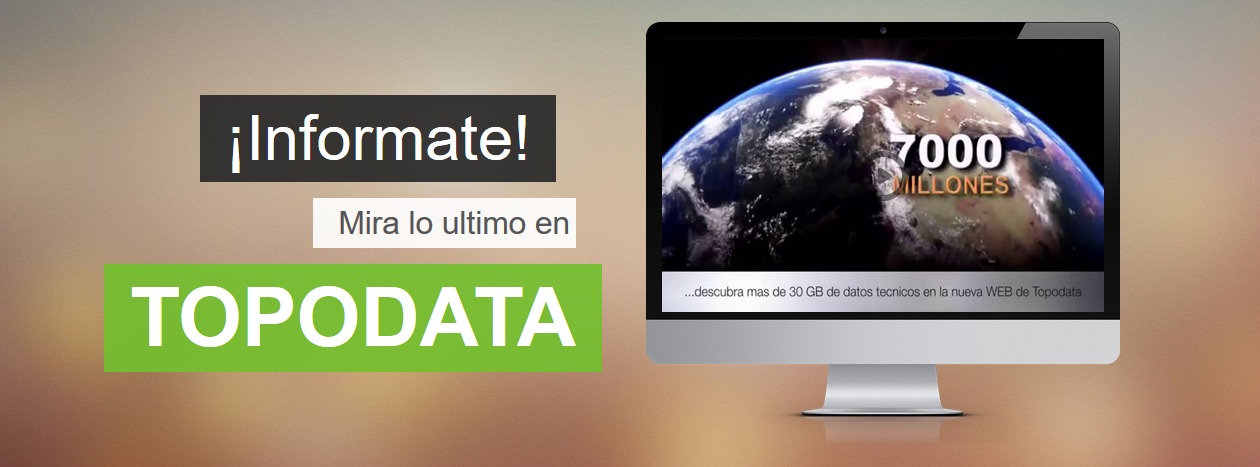 ¡Informate!
Mira lo ultimo en
TOPODATA
7000
MILLONES
...descubra mas de 30 GB de datos tecnicos en la nueva WEB de Topodata